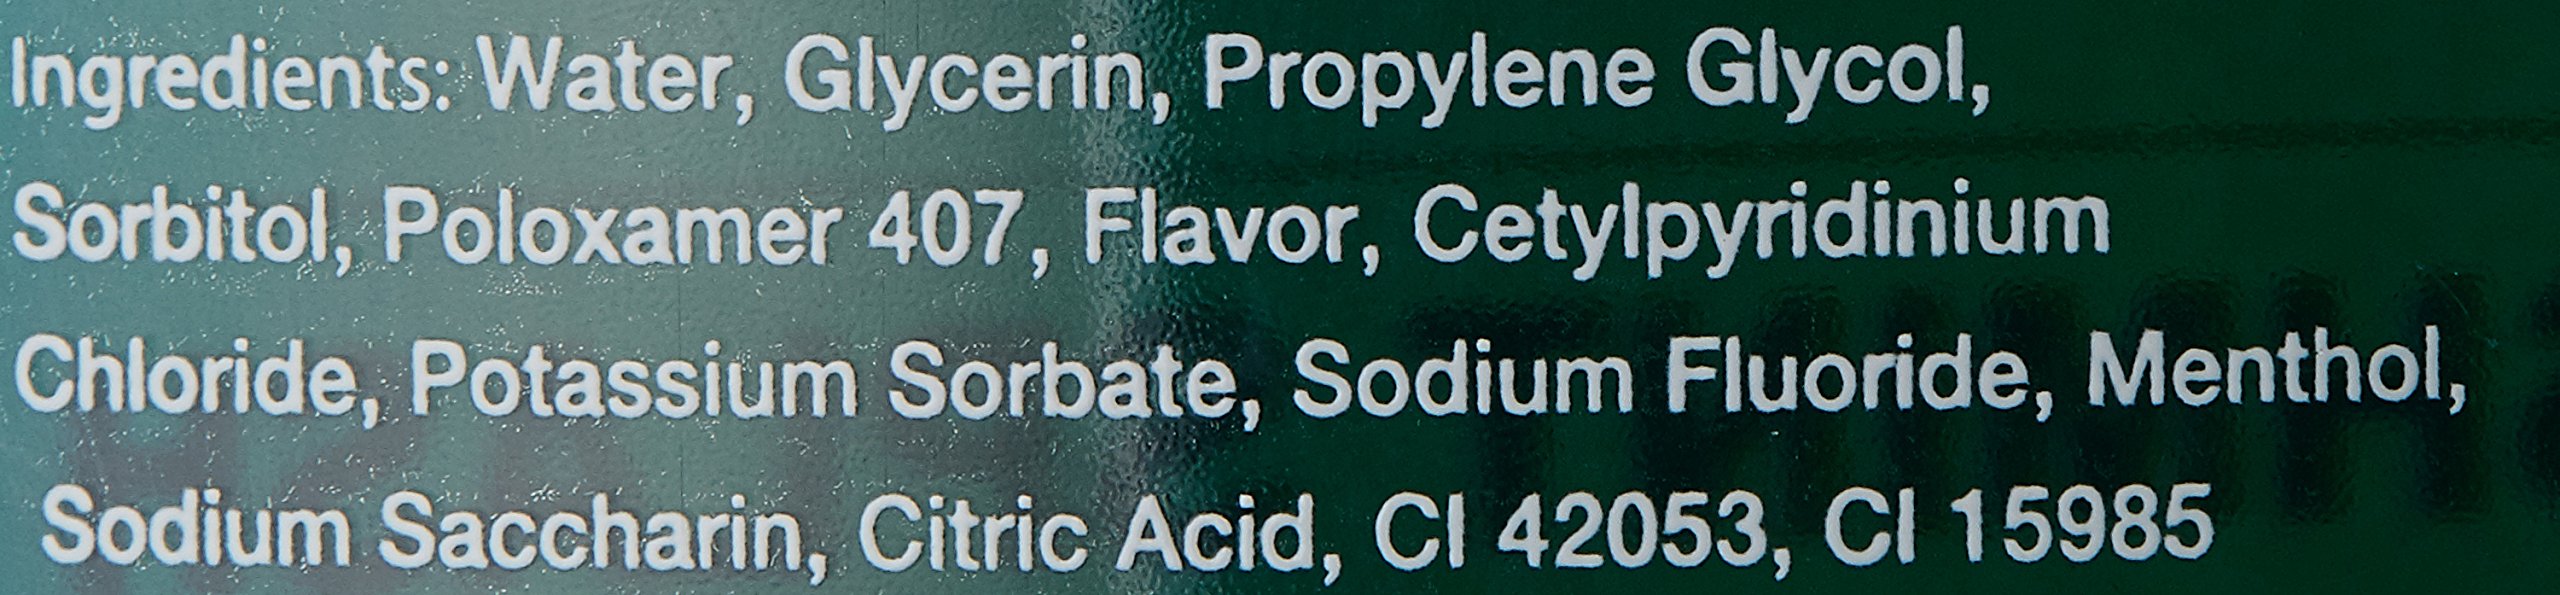 Ingredients: Water, Glycerin, Propylene Glycol,
Sorbitol, Poloxamer 407, Flavor, Cetylpyridinium
Chloride, Potassium Sorbate, Sodium Fluoride, Menthol,
Sodium Saccharin, Citric Acid, CI 42053, CI 15985